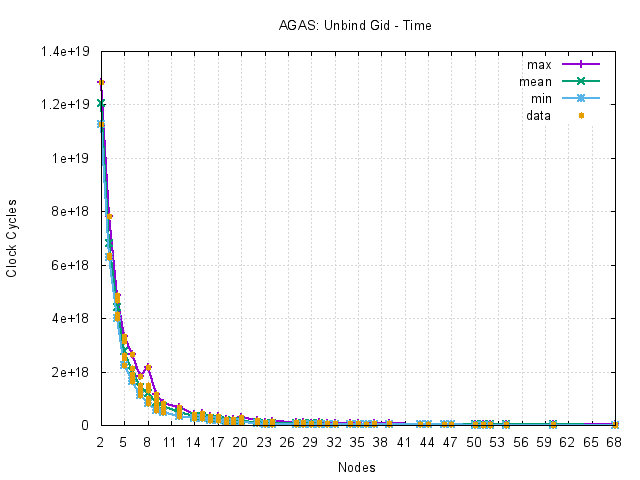 AGAS: Unbind Gid - Time
1.4e+19
1.2e+19
1e+19
8e+18
6e+18
4e+18
2e+18
0
Clock Cycles
max
mean
min
data
2 5 8 11 14 17 20 23 26 29 32 35 38 41 44 47 50 53 56 59 62 65 68
Nodes